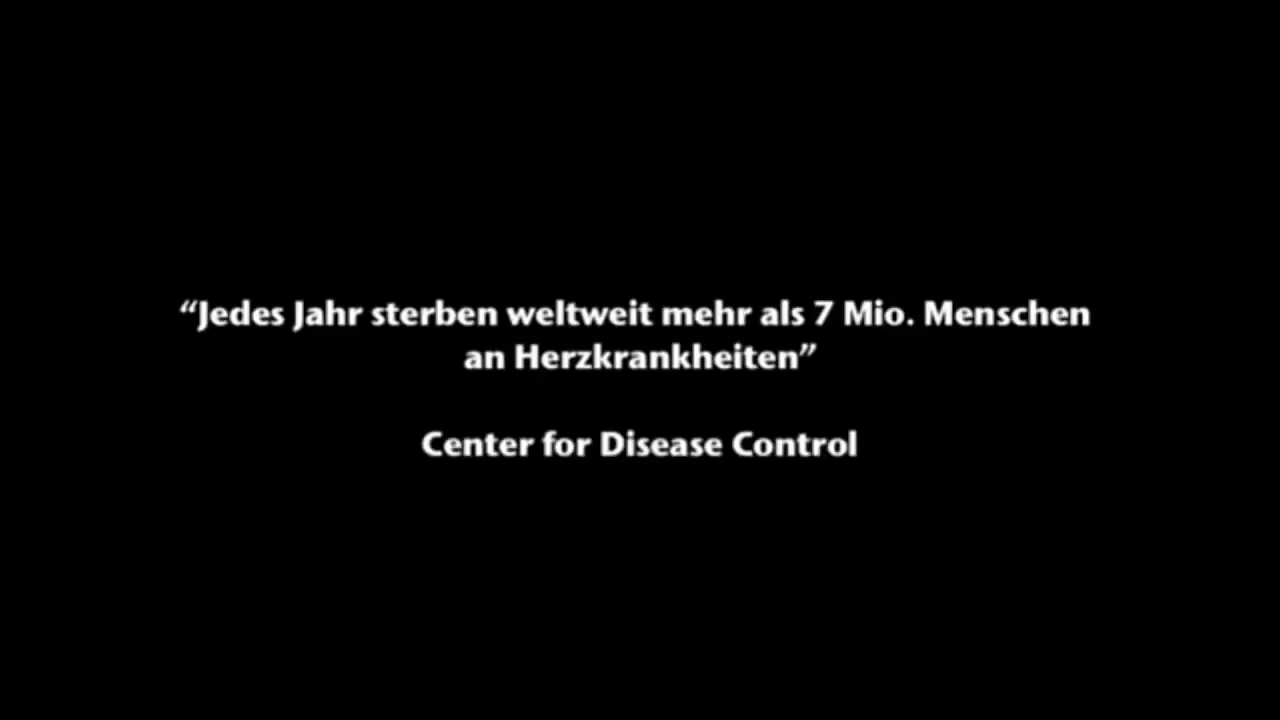 “Jedes Jahr sterben weltweit mehr als 7 Mio. Menschen
an Herzkrankheiten”
Center for Disease Control